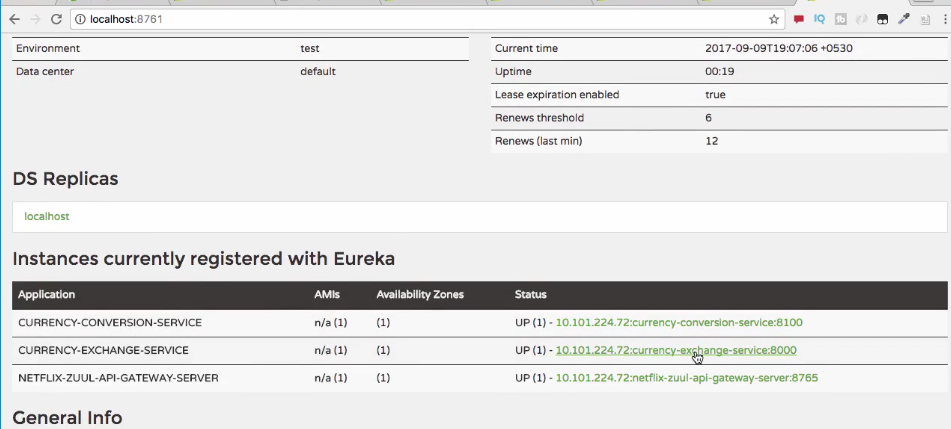 localhost:8761
Environment test
Data center default
Current time 2017-09-09T19:07:06 +0530
Uptime 00:19
Lease expiration enabled true
Renews threshold 6
Renews (last min) 12
DS Replicas
localhost
Instances currently registered with Eureka
Application AMIs Availability Zones Status
CURRENCY-CONVERSION-SERVICE n/a (1) (1) UP (1) - 10.101.224.72:currency-conversion-service:8100
CURRENCY-EXCHANGE-SERVICE n/a (1) (1) UP (1) - 10.101.224.72:currency-exchange-service:8000
NETFLIX-ZUUL-API-GATEWAY-SERVER n/a (1) (1) UP (1) - 10.101.224.72:netflix-zuul-api-gateway-server:8765
General Info